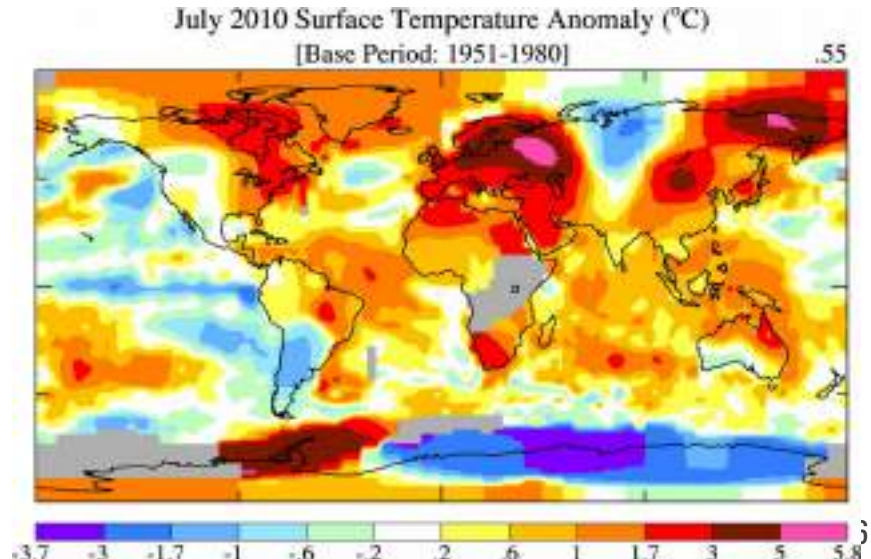 July 2010 Surface Temperature Anomaly (°C)
[Base Period: 1951-1980] .55
-3.7 -3 -1.7 -1 -.6 -.2 .2 .6 1 1.7 3 5 5.8
6